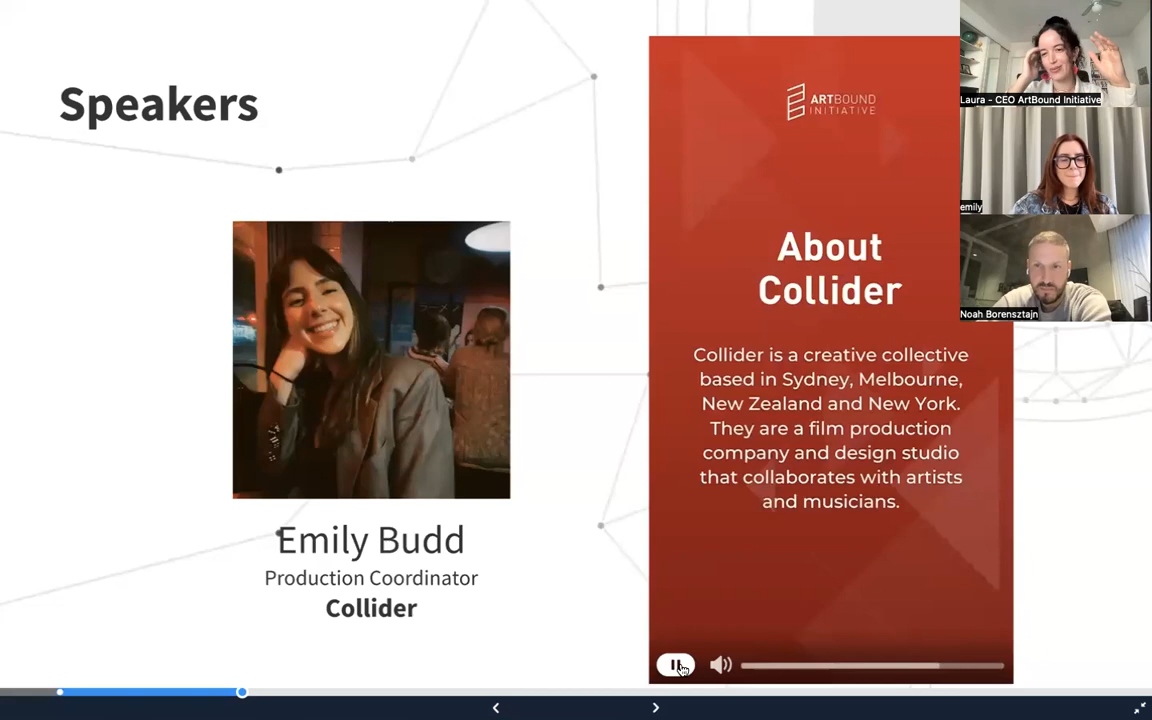 Speakers
Emily Budd
Production Coordinator
Collider
ARTBOUND
INITIATIVE
About
Collider
Collider is a creative collective
based in Sydney, Melbourne,
New Zealand and New York.
They are a film production
company and design studio
that collaborates with artists
and musicians.
Laura - CEO ArtBound Initiative
emily
Noah Borensztajn